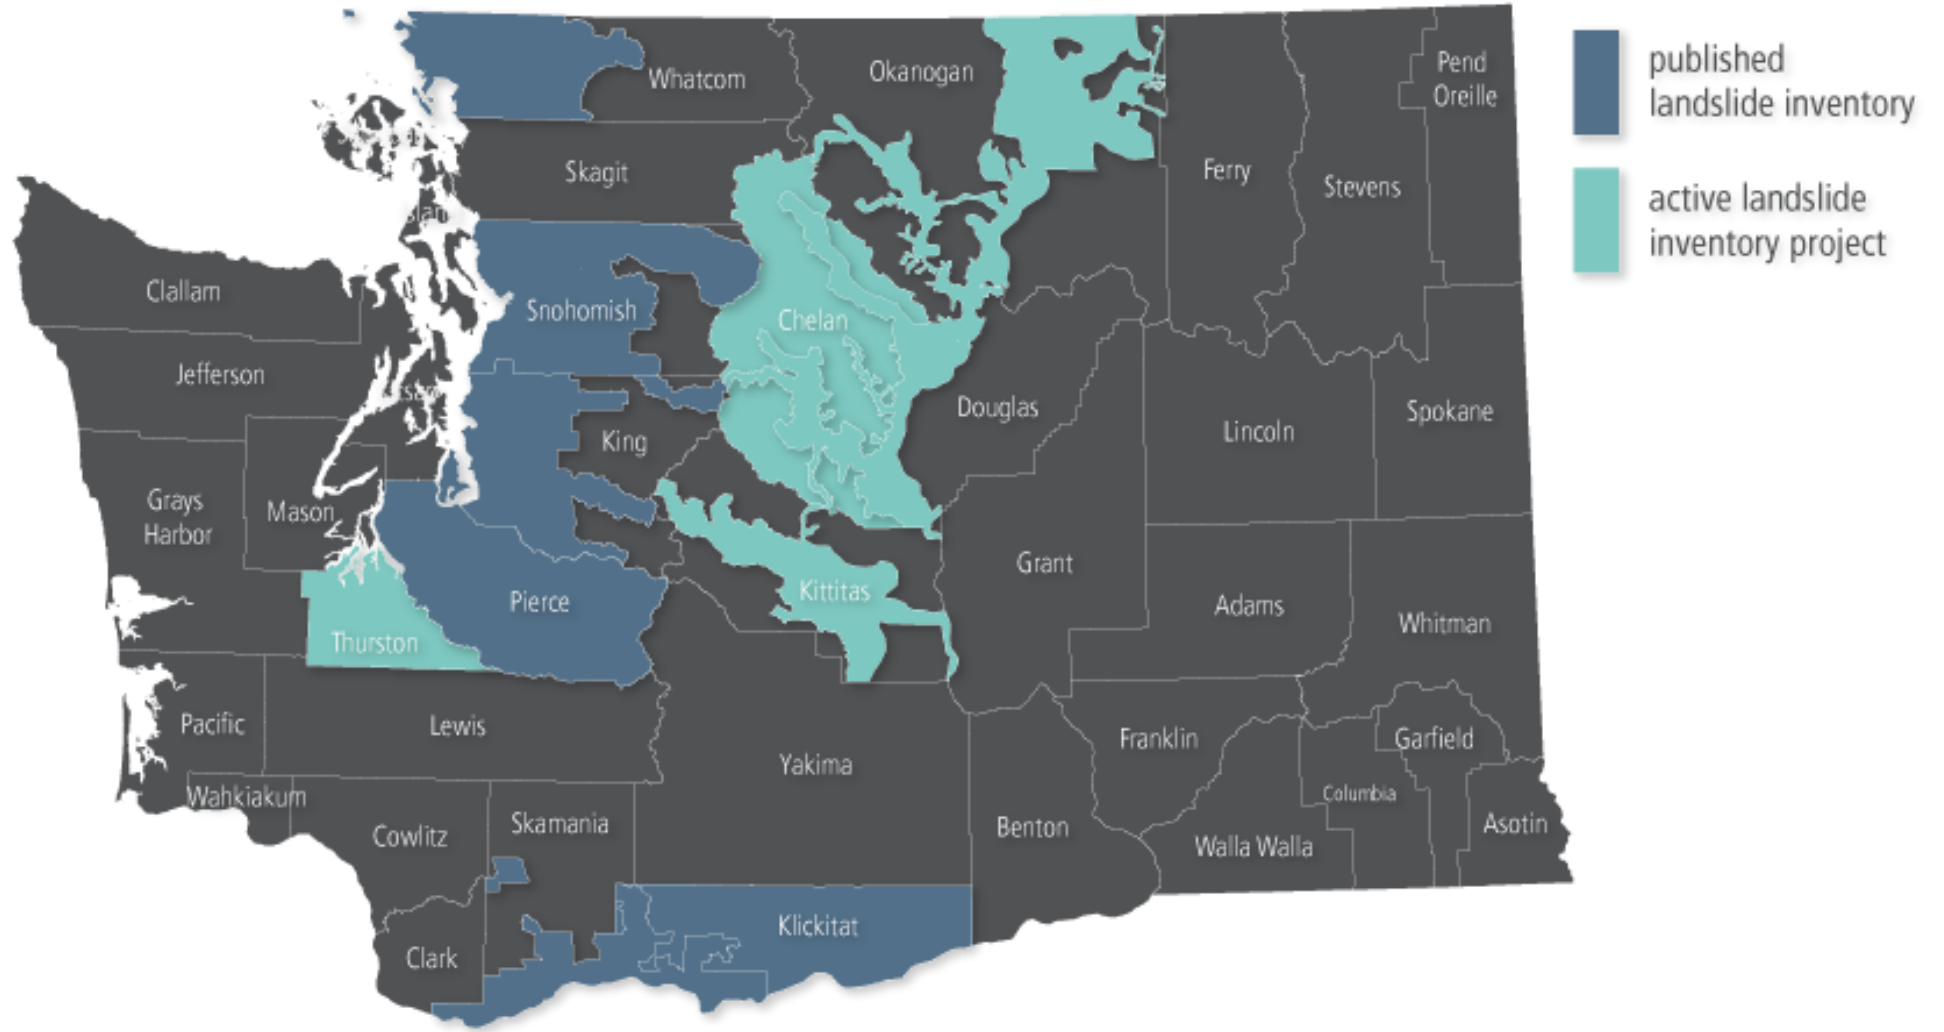 published
landslide inventory
active landslide
inventory project
Whatcom
Okanogan
Pend
Oreille
Skagit
Ferry
Stevens
Clallam
Snohomish
Chelan
Jefferson
Douglas
Lincoln
Spokane
King
Grays
Harbor
Mason
Grant
Kittitas
Pierce
Adams
Whitman
Thurston
Pacific
Lewis
Yakima
Franklin
Garfield
Wahkiakum
Columbia
Cowlitz
Skamania
Benton
Walla Walla
Asotin
Klickitat
Clark